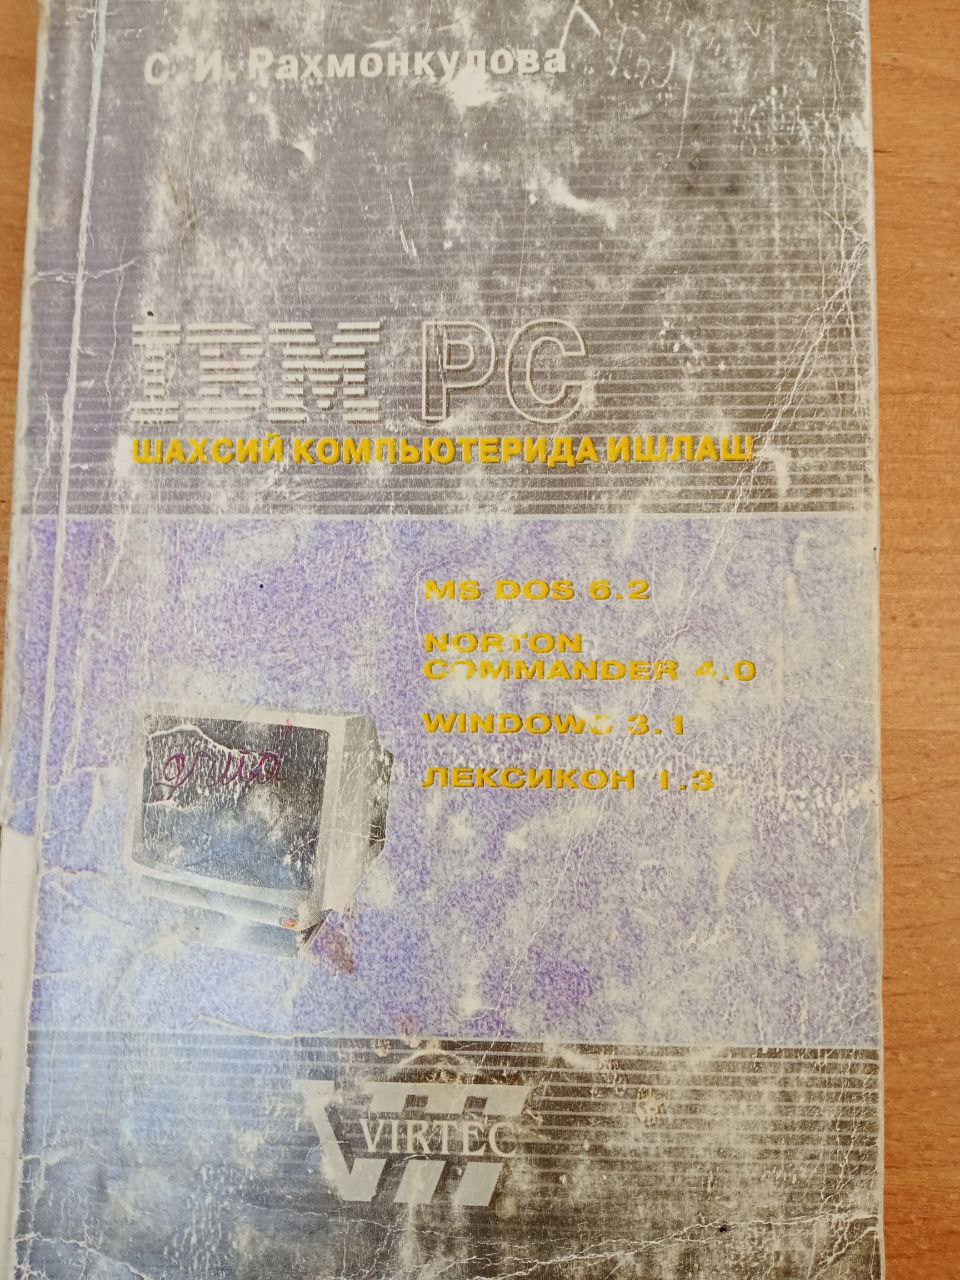 С. И. Рахмонкулова
IBM PC
ШАХСИЙ КОМПЬЮТЕРИДА ИШЛАШ
MS DOS 6.2
NORTON
COMMANDER 4.0
WINDOWS 3.1
ЛЕКСИКОН 1.3
VIRTEC